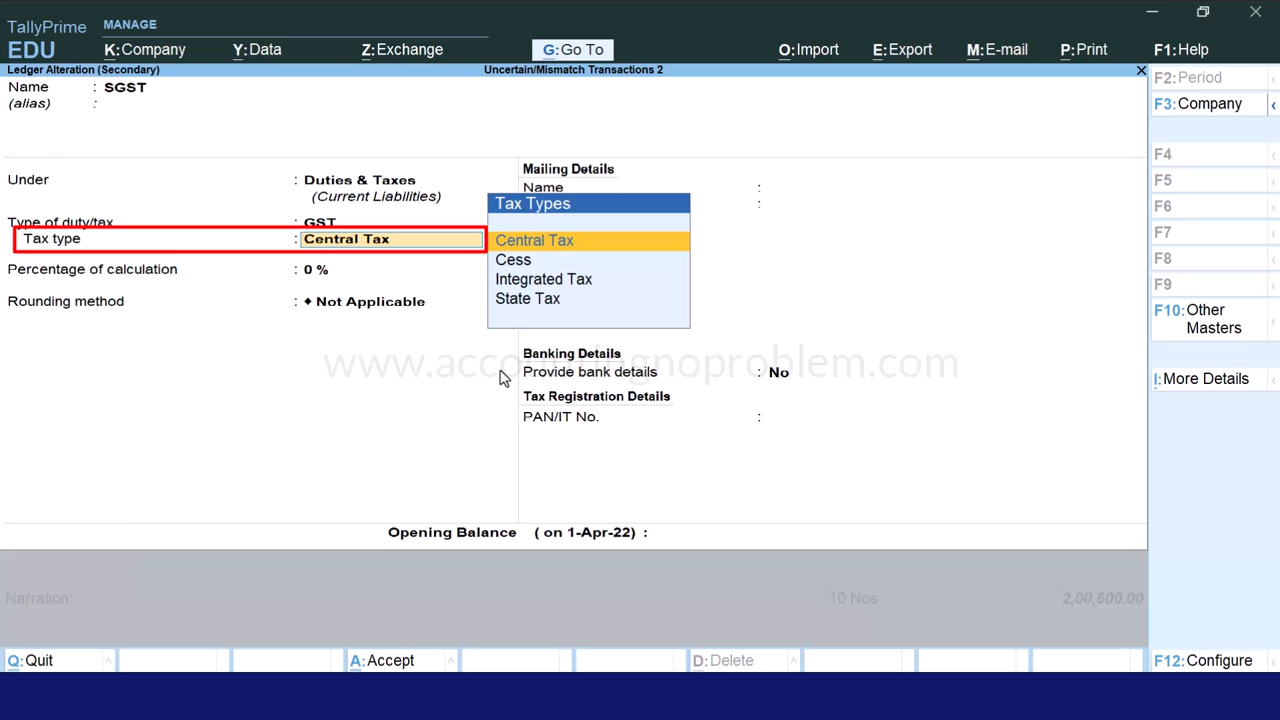 TallyPrime MANAGE
EDU K:Company Y:Data Z:Exchange G:Go To O:Import E:Export M:E-mail P:Print F1:Help
Ledger Alteration (Secondary) Uncertain/Mismatch Transactions 2
F2:Period
Name : SGST
(alias) :
F3:Company
F4
Mailing Details
Under : Duties & Taxes
(Current Liabilities)
Name :
F5
Tax Types :
F6
Type of duty/tax : GST
F7
Tax type : Central Tax
Central Tax
Cess
F8
Percentage of calculation : 0 %
Integrated Tax
F9
Rounding method : ♦ Not Applicable
State Tax
F10:Other
Masters
Banking Details
www.accountingnoproblem.com
Provide bank details : No
I:More Details
Tax Registration Details
PAN/IT No. :
Opening Balance ( on 1-Apr-22) :
Narration: 10 Nos 2,00,600.00
Q:Quit A:Accept D:Delete F12:Configure